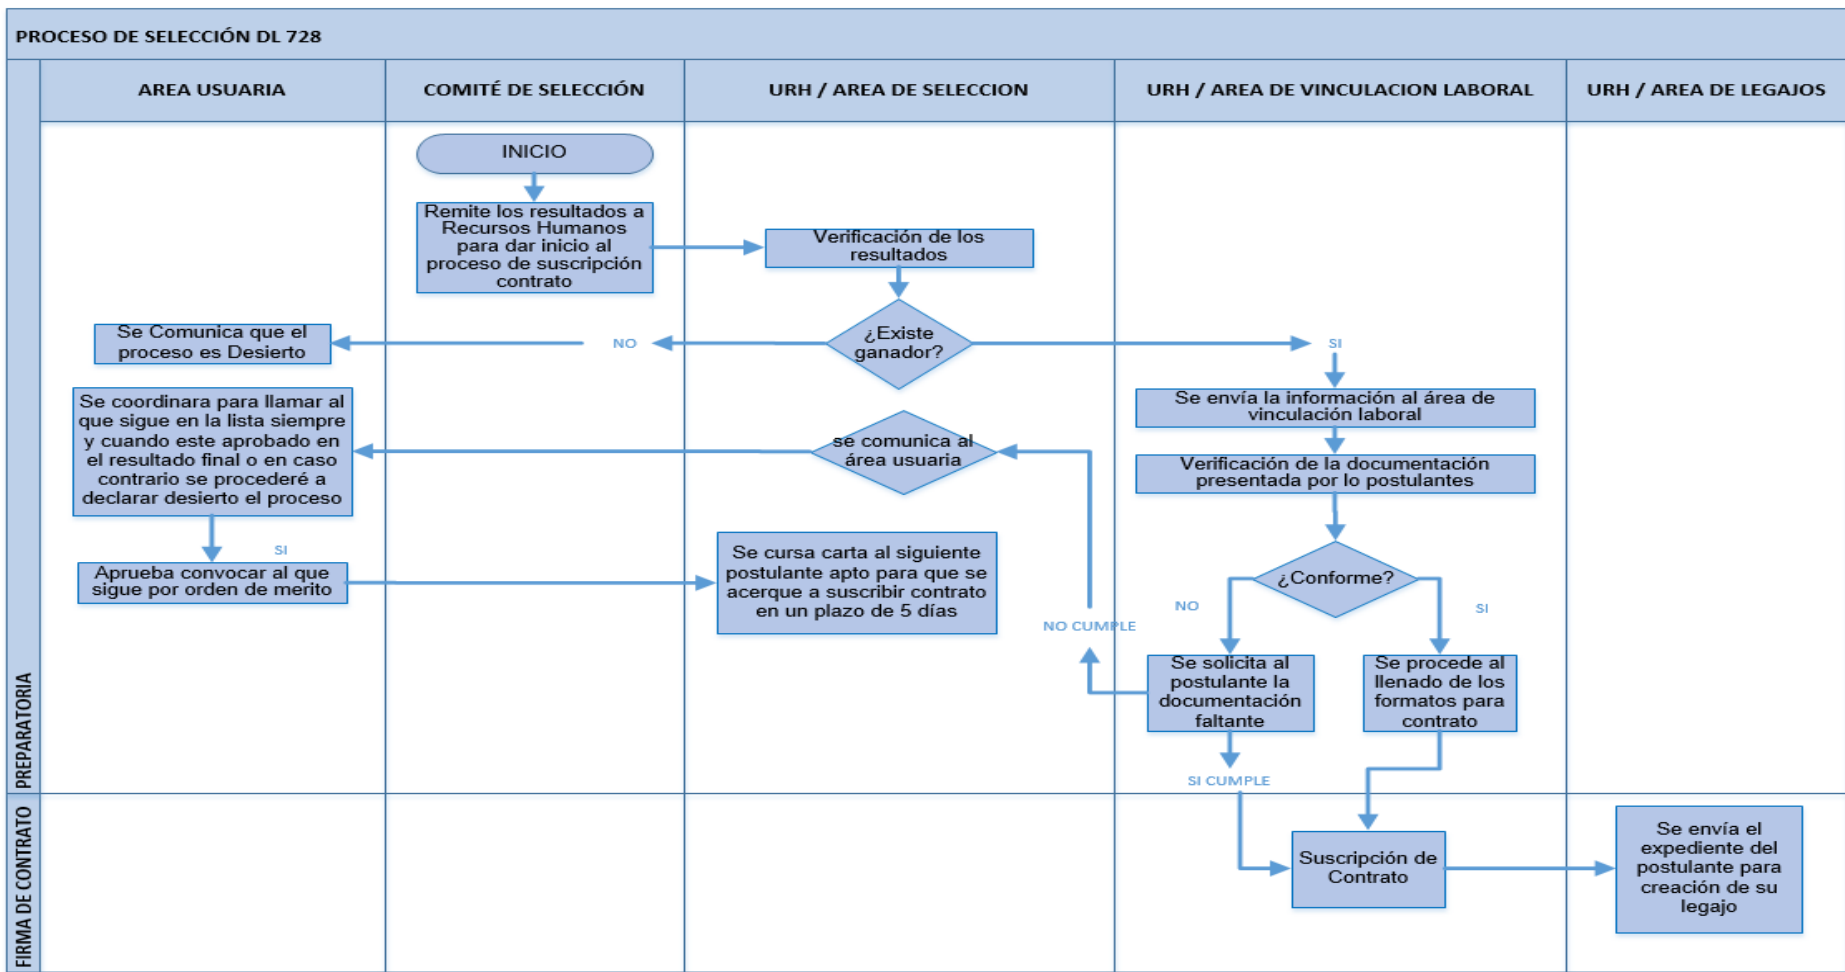 PROCESO DE SELECCIÓN DL 728
AREA USUARIA
COMITÉ DE SELECCIÓN
URH / AREA DE SELECCION
URH / AREA DE VINCULACION LABORAL
URH / AREA DE LEGAJOS
PREPARATORIA
INICIO
Remite los resultados a
Recursos Humanos
para dar inicio al
proceso de suscripción
contrato
Verificación de los
resultados
¿Existe
ganador?
NO
Se Comunica que el
proceso es Desierto
SI
Se envía la información al área de
vinculación laboral
Verificación de la documentación
presentada por lo postulantes
¿Conforme?
NO
SI
Se solicita al
postulante la
documentación
faltante
Se procede al
llenado de los
formatos para
contrato
NO CUMPLE
SI CUMPLE
se comunica al
área usuaria
Se coordinara para llamar al
que sigue en la lista siempre
y cuando este aprobado en
el resultado final o en caso
contrario se procederé a
declarar desierto el proceso
SI
Aprueba convocar al que
sigue por orden de merito
Se cursa carta al siguiente
postulante apto para que se
acerque a suscribir contrato
en un plazo de 5 días
FIRMA DE CONTRATO
Suscripción de
Contrato
Se envía el
expediente del
postulante para
creación de su
legajo